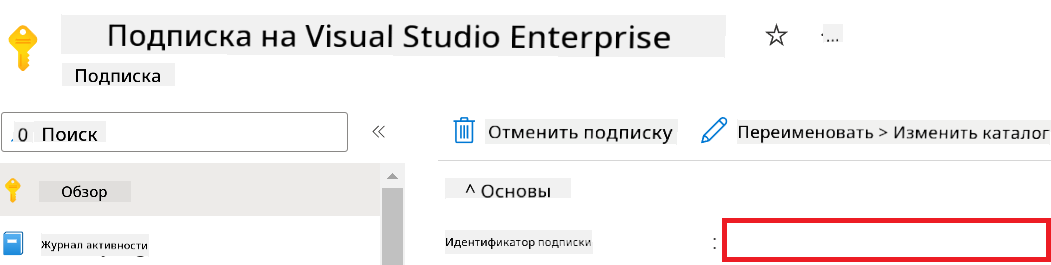 Подписка на Visual Studio Enterprise
...
Подписка
0 Поиск
Отменить подписку
Переименовать > Изменить каталог
Обзор
^ Основы
Журнал активности
Идентификатор подписки :